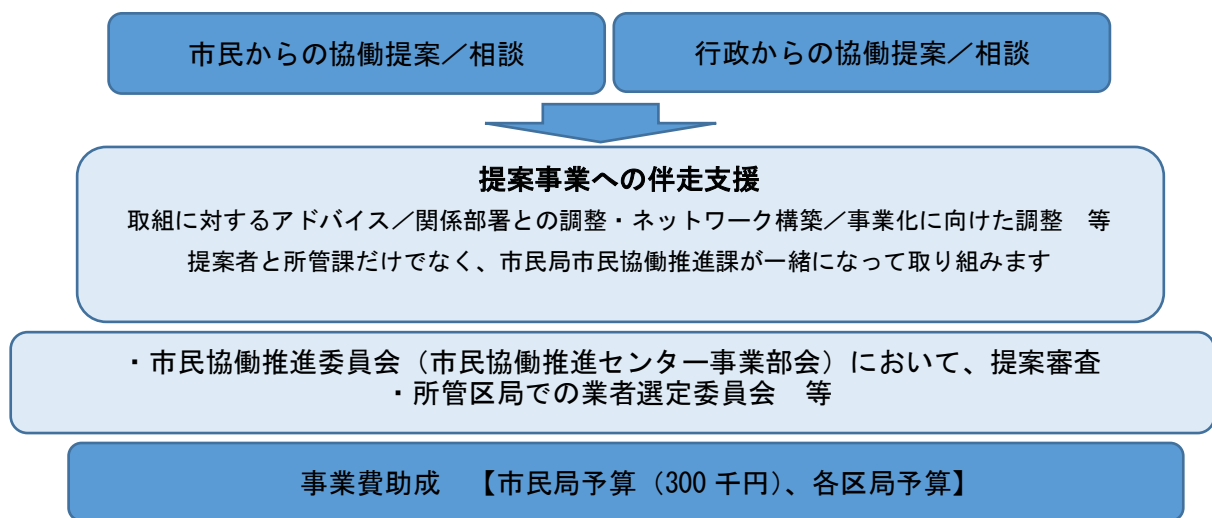 市民からの協働提案／相談
行政からの協働提案／相談
提案事業への伴走支援
取組に対するアドバイス／関係部署との調整・ネットワーク構築／事業化に向けた調整　等
提案者と所管課だけでなく、市民局市民協働推進課が一緒になって取り組みます
・市民協働推進委員会（市民協働推進センター事業部会）において、提案審査
・所管区局での業者選定委員会　等
事業費助成　【市民局予算（300 千円）、各区局予算】